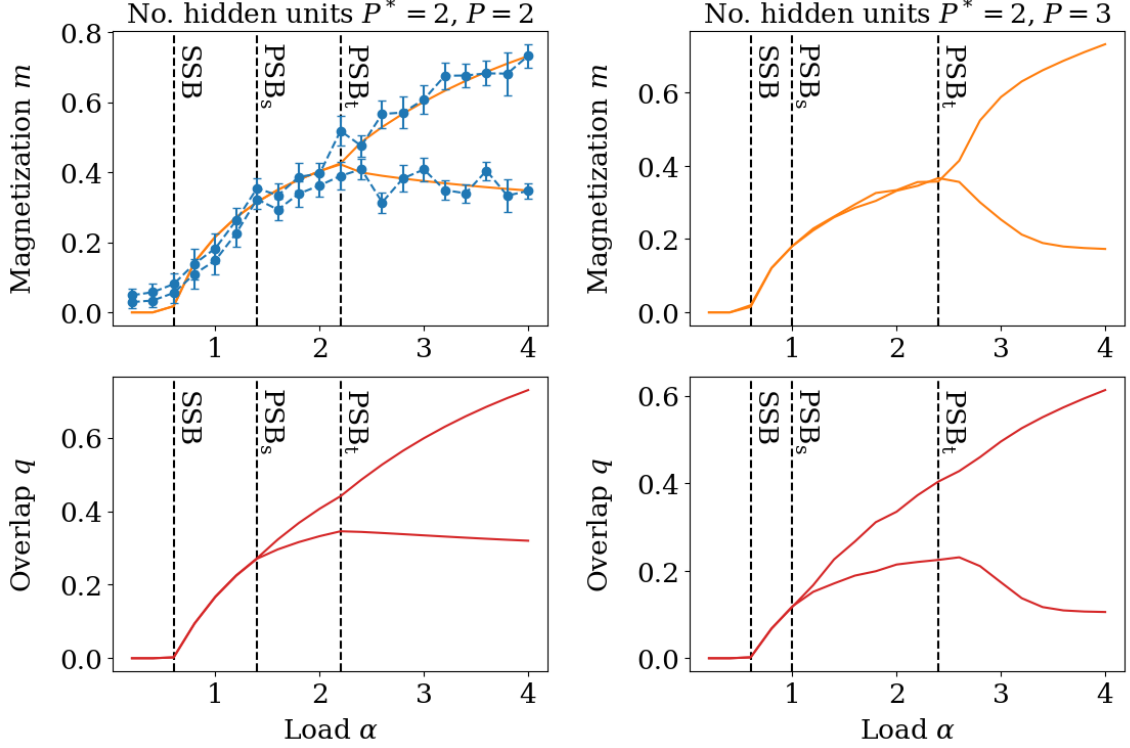 No. hidden units P* = 2, P = 2
Magnetization m
0.8
0.6
0.4
0.2
0.0
SSB
PSBₛ
PSBₜ
1 2 3 4
No. hidden units P* = 2, P = 3
Magnetization m
0.6
0.4
0.2
0.0
SSB
PSBₛ
PSBₜ
1 2 3 4
Overlap q
0.6
0.4
0.2
0.0
SSB
PSBₛ
PSBₜ
1 2 3 4
Load α
Overlap q
0.6
0.4
0.2
0.0
SSB
PSBₛ
PSBₜ
1 2 3 4
Load α